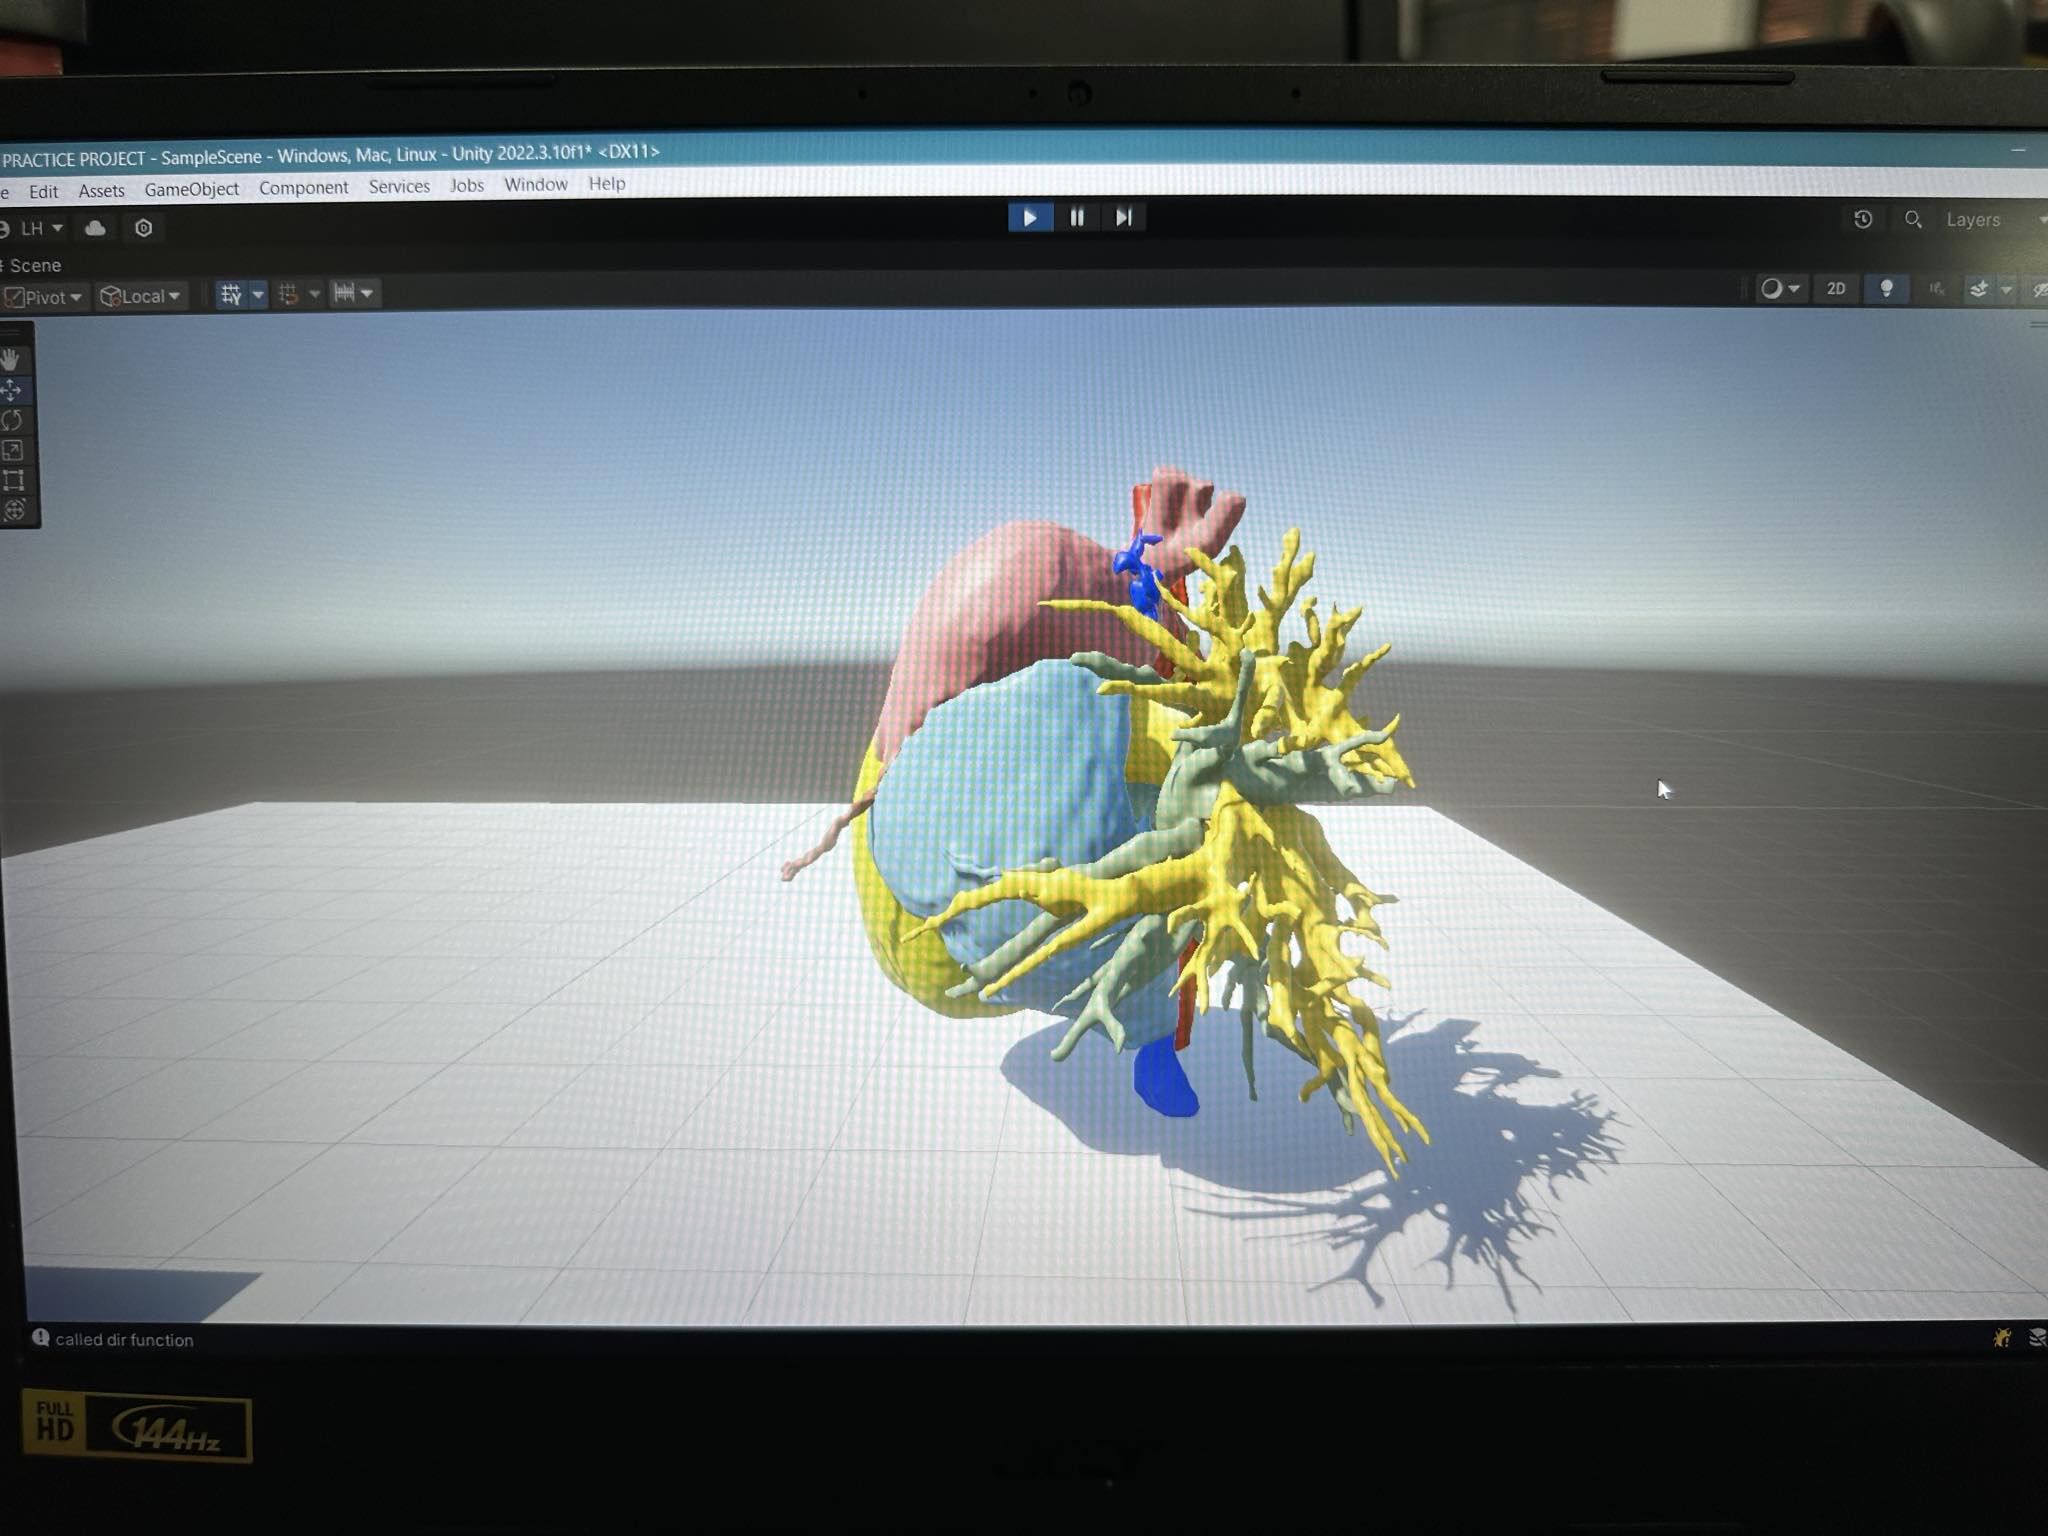 PRACTICE PROJECT - SampleScene - Windows, Mac, Linux - Unity 2022.3.10f1* <DX11>
e Edit Assets GameObject Component Services Jobs Window Help
LH Layers
Scene
Pivot Local 2D
called dir function
FULL HD 144Hz